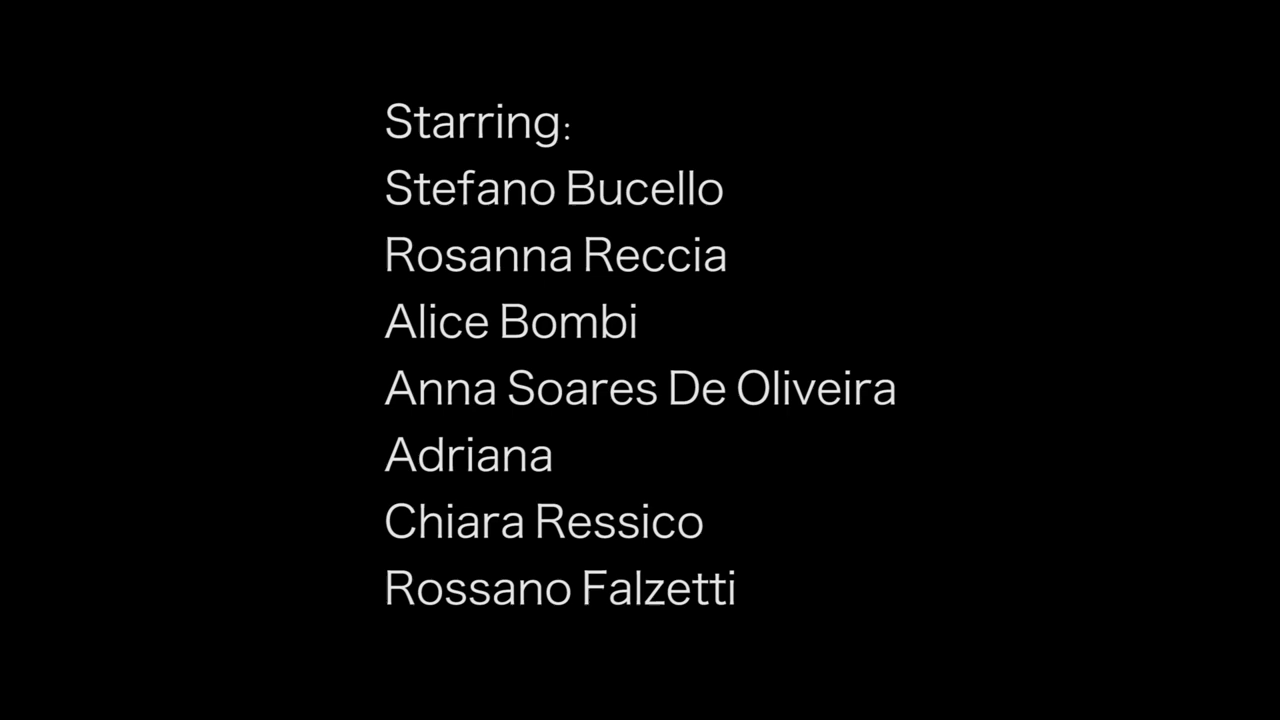 Starring:
Stefano Bucello
Rosanna Reccia
Alice Bombi
Anna Soares De Oliveira
Adriana
Chiara Ressico
Rossano Falzetti